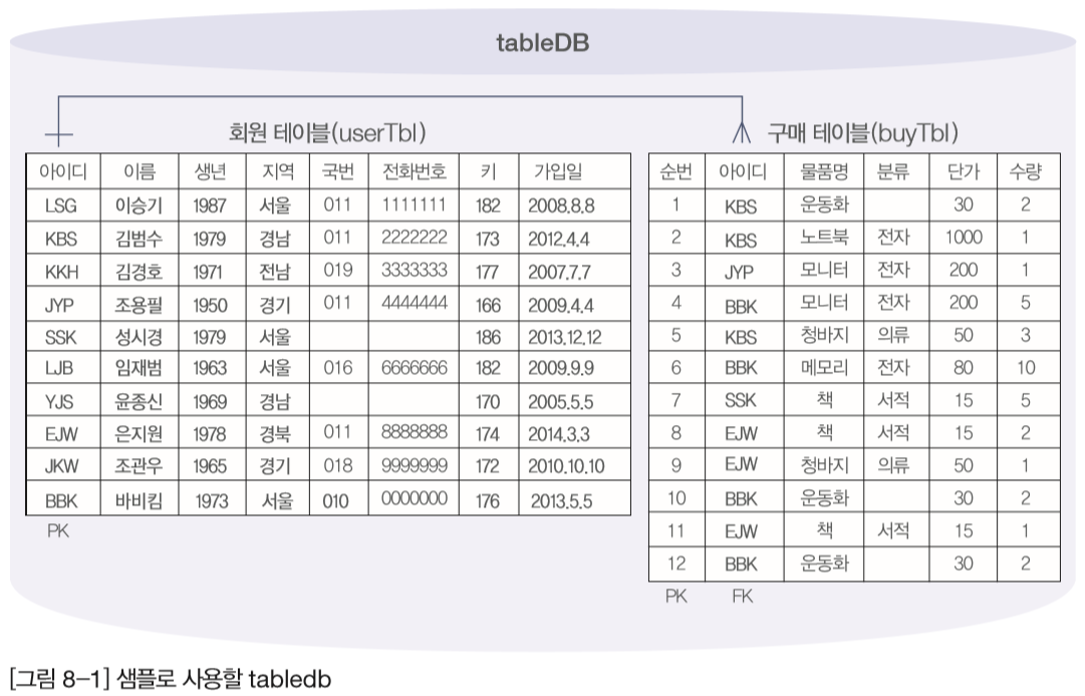 tableDB
회원 테이블(userTbl)
아이디 이름 생년 지역 국번 전화번호 키 가입일
LSG 이승기 1987 서울 011 1111111 182 2008.8.8
KBS 김범수 1979 경남 011 2222222 173 2012.4.4
KKH 김경호 1971 전남 019 3333333 177 2007.7.7
JYP 조용필 1950 경기 011 4444444 166 2009.4.4
SSK 성시경 1979 서울 186 2013.12.12
LJB 임재범 1963 서울 016 6666666 182 2009.9.9
YJS 윤종신 1969 경남 170 2005.5.5
EJW 은지원 1978 경북 011 8888888 174 2014.3.3
JKW 조관우 1965 경기 018 9999999 172 2010.10.10
BBK 바비킴 1973 서울 010 0000000 176 2013.5.5
PK
구매 테이블(buyTbl)
순번 아이디 물품명 분류 단가 수량
1 KBS 운동화 30 2
2 KBS 노트북 전자 1000 1
3 JYP 모니터 전자 200 1
4 BBK 모니터 전자 200 5
5 KBS 청바지 의류 50 3
6 BBK 메모리 전자 80 10
7 SSK 책 서적 15 5
8 EJW 책 서적 15 2
9 EJW 청바지 의류 50 1
10 BBK 운동화 30 2
11 EJW 책 서적 15 1
12 BBK 운동화 30 2
PK FK
[그림 8-1] 샘플로 사용할 tabledb